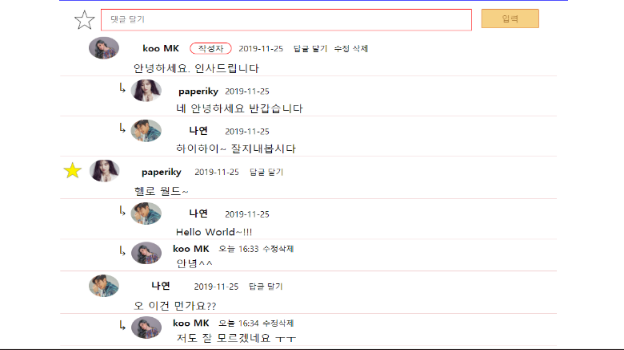 댓글 달기 입력
koo MK 작성자 2019-11-25 답글 달기 수정 삭제
안녕하세요. 인사드립니다
paperiky 2019-11-25
네 안녕하세요 반갑습니다
나연 2019-11-25
하이하이~ 잘지내봅시다
paperiky 2019-11-25 답글 달기
헬로 월드~
나연 2019-11-25
Hello World~!!!
koo MK 오늘 16:33 수정삭제
안녕^^
나연 2019-11-25 답글 달기
오 이건 먼가요??
koo MK 오늘 16:34 수정삭제
저도 잘 모르겠네요 ㅜㅜ